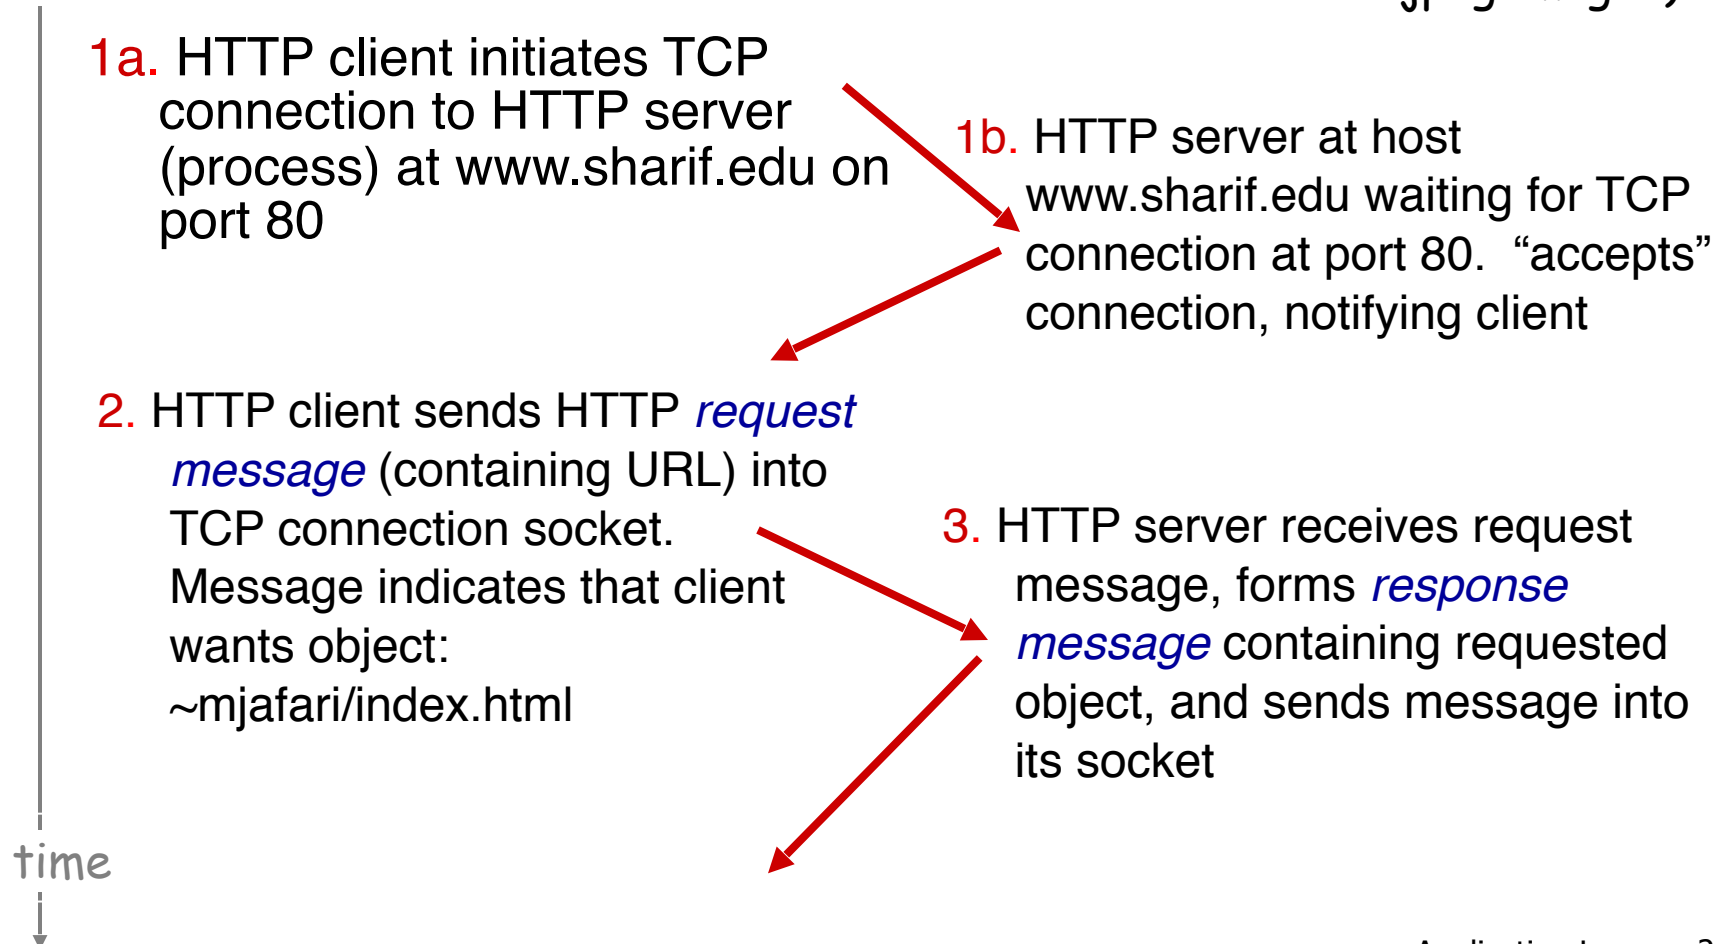 1a. HTTP client initiates TCP
connection to HTTP server
(process) at www.sharif.edu on
port 80
1b. HTTP server at host
www.sharif.edu waiting for TCP
connection at port 80. “accepts”
connection, notifying client
2. HTTP client sends HTTP request
message (containing URL) into
TCP connection socket.
Message indicates that client
wants object:
~mjafari/index.html
3. HTTP server receives request
message, forms response
message containing requested
object, and sends message into
its socket
time